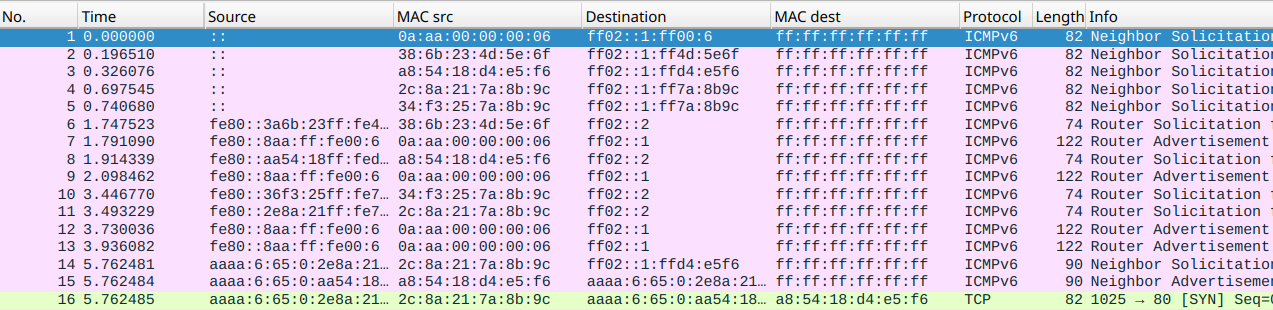 No. Time Source MAC src Destination MAC dest Protocol Length Info
1 0.000000 :: 0a:aa:00:00:00:06 ff02::1:ff00:6 ff:ff:ff:ff:ff:ff ICMPv6 82 Neighbor Solicitation
2 0.196510 :: 38:6b:23:4d:5e:6f ff02::1:ff4d:5e6f ff:ff:ff:ff:ff:ff ICMPv6 82 Neighbor Solicitation
3 0.326076 :: a8:54:18:d4:e5:f6 ff02::1:ffd4:e5f6 ff:ff:ff:ff:ff:ff ICMPv6 82 Neighbor Solicitation
4 0.697545 :: 2c:8a:21:7a:8b:9c ff02::1:ff7a:8b9c ff:ff:ff:ff:ff:ff ICMPv6 82 Neighbor Solicitation
5 0.740680 :: 34:f3:25:7a:8b:9c ff02::1:ff7a:8b9c ff:ff:ff:ff:ff:ff ICMPv6 82 Neighbor Solicitation
6 1.747523 fe80::3a6b:23ff:fe4… 38:6b:23:4d:5e:6f ff02::2 ff:ff:ff:ff:ff:ff ICMPv6 74 Router Solicitation f
7 1.791090 fe80::8aa:ff:fe00:6 0a:aa:00:00:00:06 ff02::1 ff:ff:ff:ff:ff:ff ICMPv6 122 Router Advertisement
8 1.914339 fe80::aa54:18ff:fed… a8:54:18:d4:e5:f6 ff02::2 ff:ff:ff:ff:ff:ff ICMPv6 74 Router Solicitation f
9 2.098462 fe80::8aa:ff:fe00:6 0a:aa:00:00:00:06 ff02::1 ff:ff:ff:ff:ff:ff ICMPv6 122 Router Advertisement
10 3.446770 fe80::36f3:25ff:fe7… 34:f3:25:7a:8b:9c ff02::2 ff:ff:ff:ff:ff:ff ICMPv6 74 Router Solicitation f
11 3.493229 fe80::2e8a:21ff:fe7… 2c:8a:21:7a:8b:9c ff02::2 ff:ff:ff:ff:ff:ff ICMPv6 74 Router Solicitation f
12 3.730036 fe80::8aa:ff:fe00:6 0a:aa:00:00:00:06 ff02::1 ff:ff:ff:ff:ff:ff ICMPv6 122 Router Advertisement
13 3.936082 fe80::8aa:ff:fe00:6 0a:aa:00:00:00:06 ff02::1 ff:ff:ff:ff:ff:ff ICMPv6 122 Router Advertisement
14 5.762481 aaaa:6:65:0:2e8a:21… 2c:8a:21:7a:8b:9c ff02::1:ffd4:e5f6 ff:ff:ff:ff:ff:ff ICMPv6 90 Neighbor Solicitation
15 5.762484 aaaa:6:65:0:aa54:18… a8:54:18:d4:e5:f6 aaaa:6:65:0:2e8a:21… ff:ff:ff:ff:ff:ff ICMPv6 90 Neighbor Advertisemen
16 5.762485 aaaa:6:65:0:2e8a:21… 2c:8a:21:7a:8b:9c aaaa:6:65:0:aa54:18… a8:54:18:d4:e5:f6 TCP 82 1025 → 80 [SYN] Seq=0